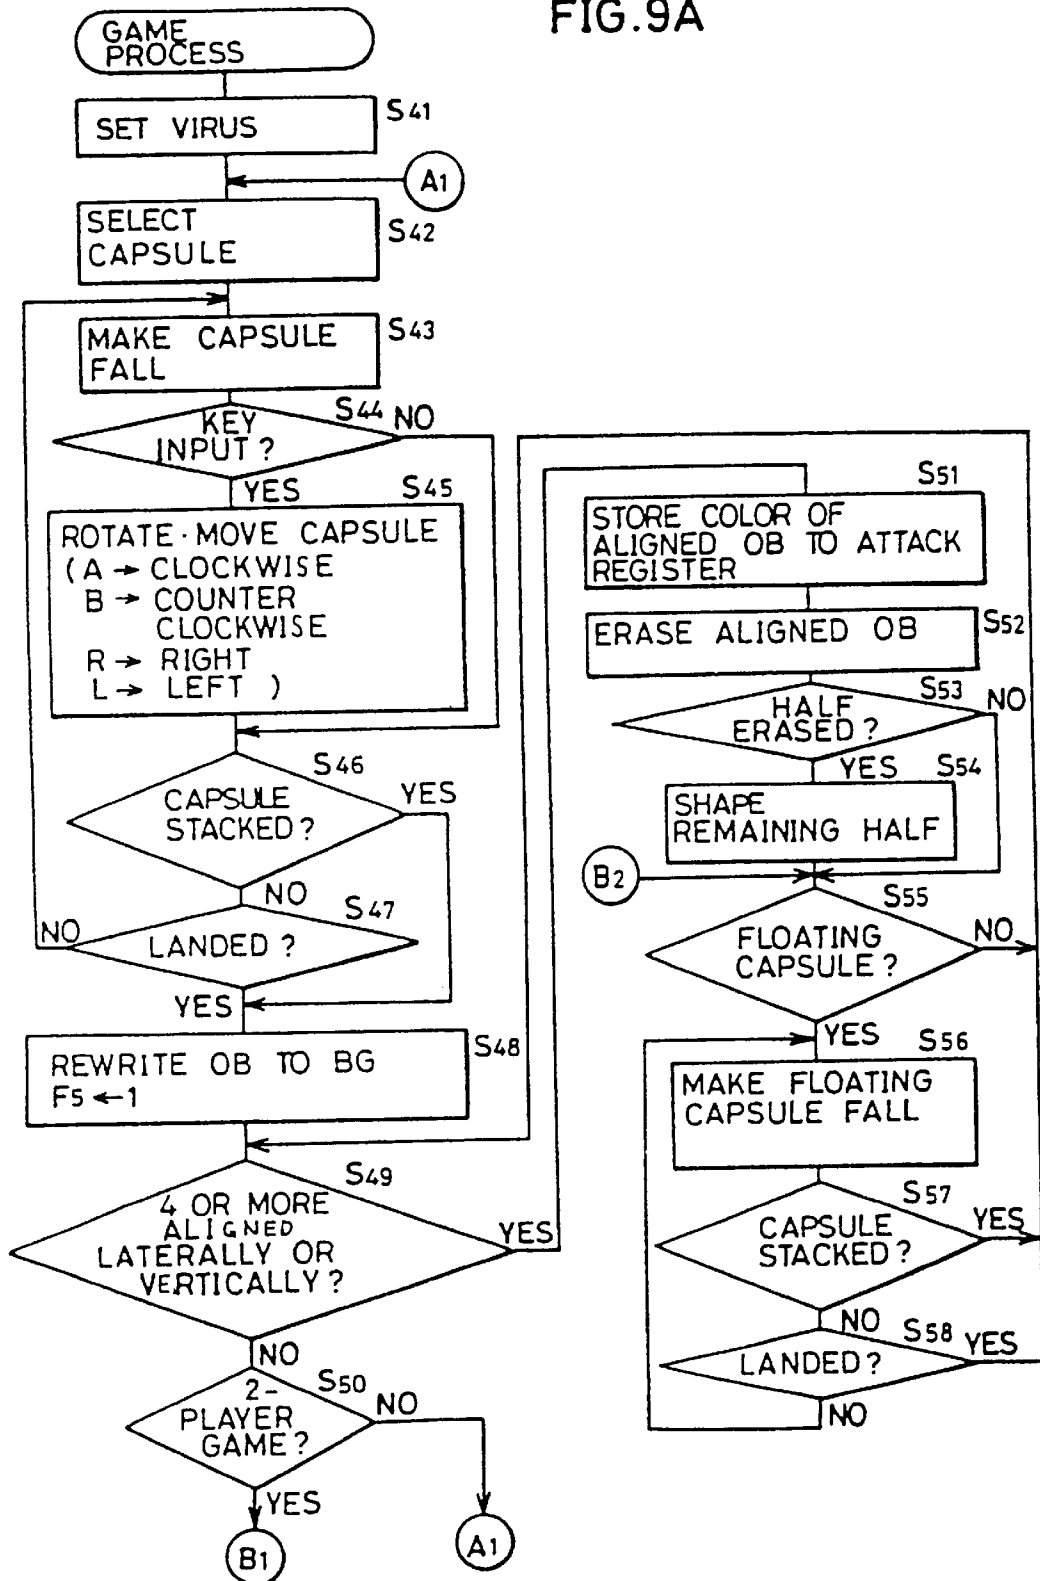 FIG.9A
GAME
PROCESS
SET VIRUS
S41
A1
SELECT
CAPSULE
S42
MAKE CAPSULE
FALL
S43
KEY
INPUT?
S44
NO
YES
S45
ROTATE·MOVE CAPSULE
(A → CLOCKWISE
B → COUNTER
CLOCKWISE
R → RIGHT
L → LEFT )
S46
CAPSULE
STACKED?
YES
NO
S47
LANDED?
NO
YES
REWRITE OB TO BG
F5 ← 1
S48
S49
4 OR MORE
ALIGNED
LATERALLY OR
VERTICALLY?
YES
NO
S50
2-
PLAYER
GAME?
NO
YES
B1
A1
S51
STORE COLOR OF
ALIGNED OB TO ATTACK
REGISTER
ERASE ALIGNED OB
S52
S53
HALF
ERASED?
NO
YES
S54
SHAPE
REMAINING HALF
B2
S55
FLOATING
CAPSULE?
NO
YES
S56
MAKE FLOATING
CAPSULE FALL
S57
CAPSULE
STACKED?
YES
NO
S58
LANDED?
YES
NO